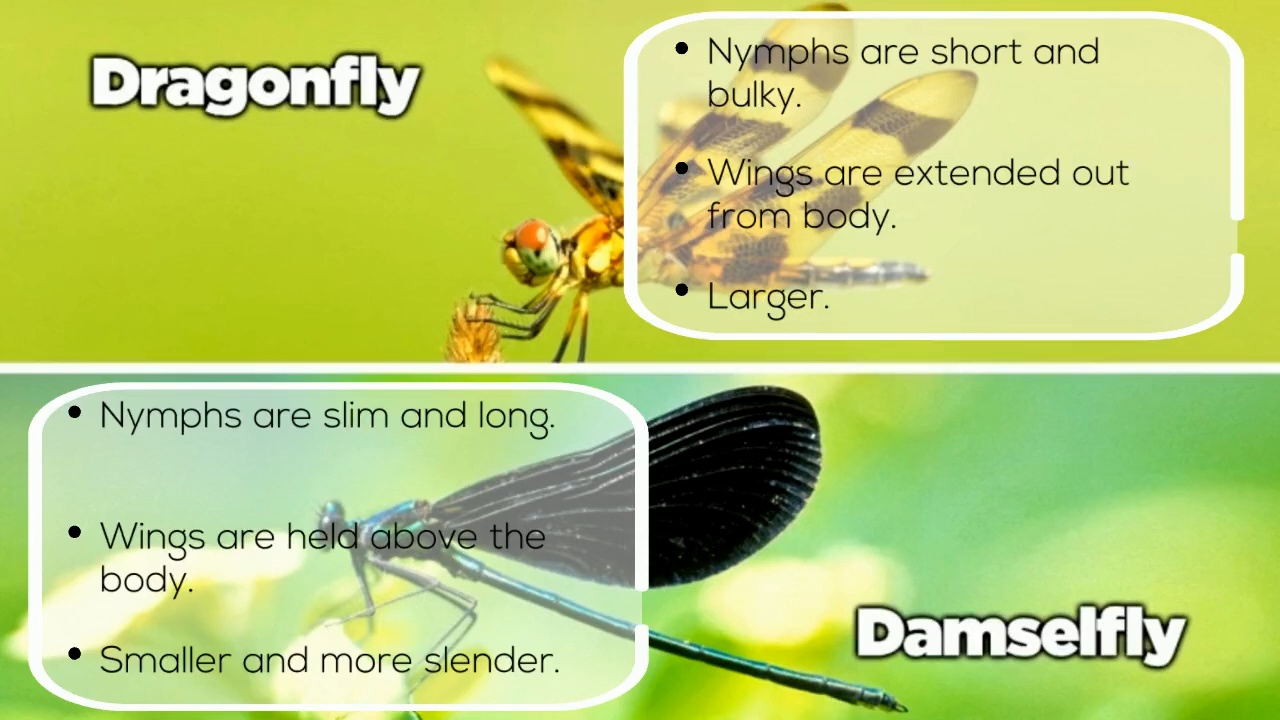 Dragonfly
• Nymphs are short and
bulky.
• Wings are extended out
from body.
• Larger.
• Nymphs are slim and long.
• Wings are held above the
body.
• Smaller and more slender.
Damselfly